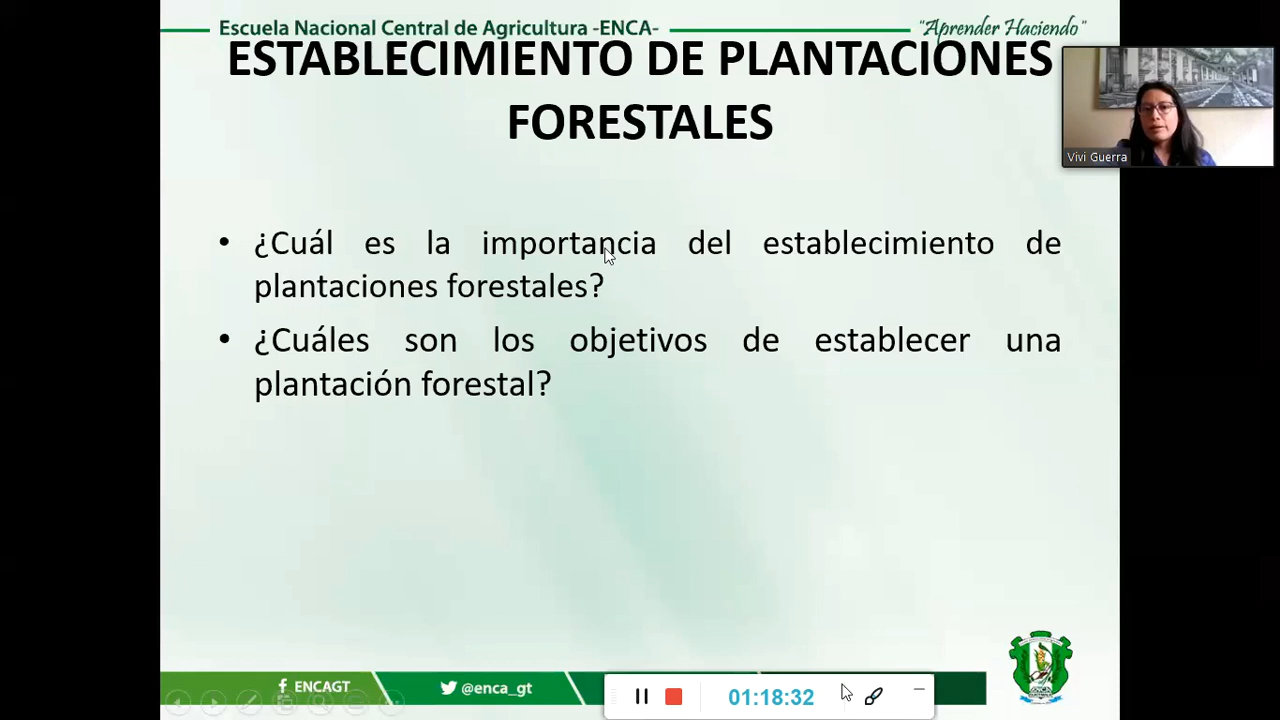 Escuela Nacional Central de Agricultura -ENCA-
"Aprender Haciendo"
ESTABLECIMIENTO DE PLANTACIONES
FORESTALES
Vivi Guerra
• ¿Cuál es la importancia del establecimiento de
plantaciones forestales?
• ¿Cuáles son los objetivos de establecer una
plantación forestal?
ENCAGT
@enca_gt
01:18:32
ENCA